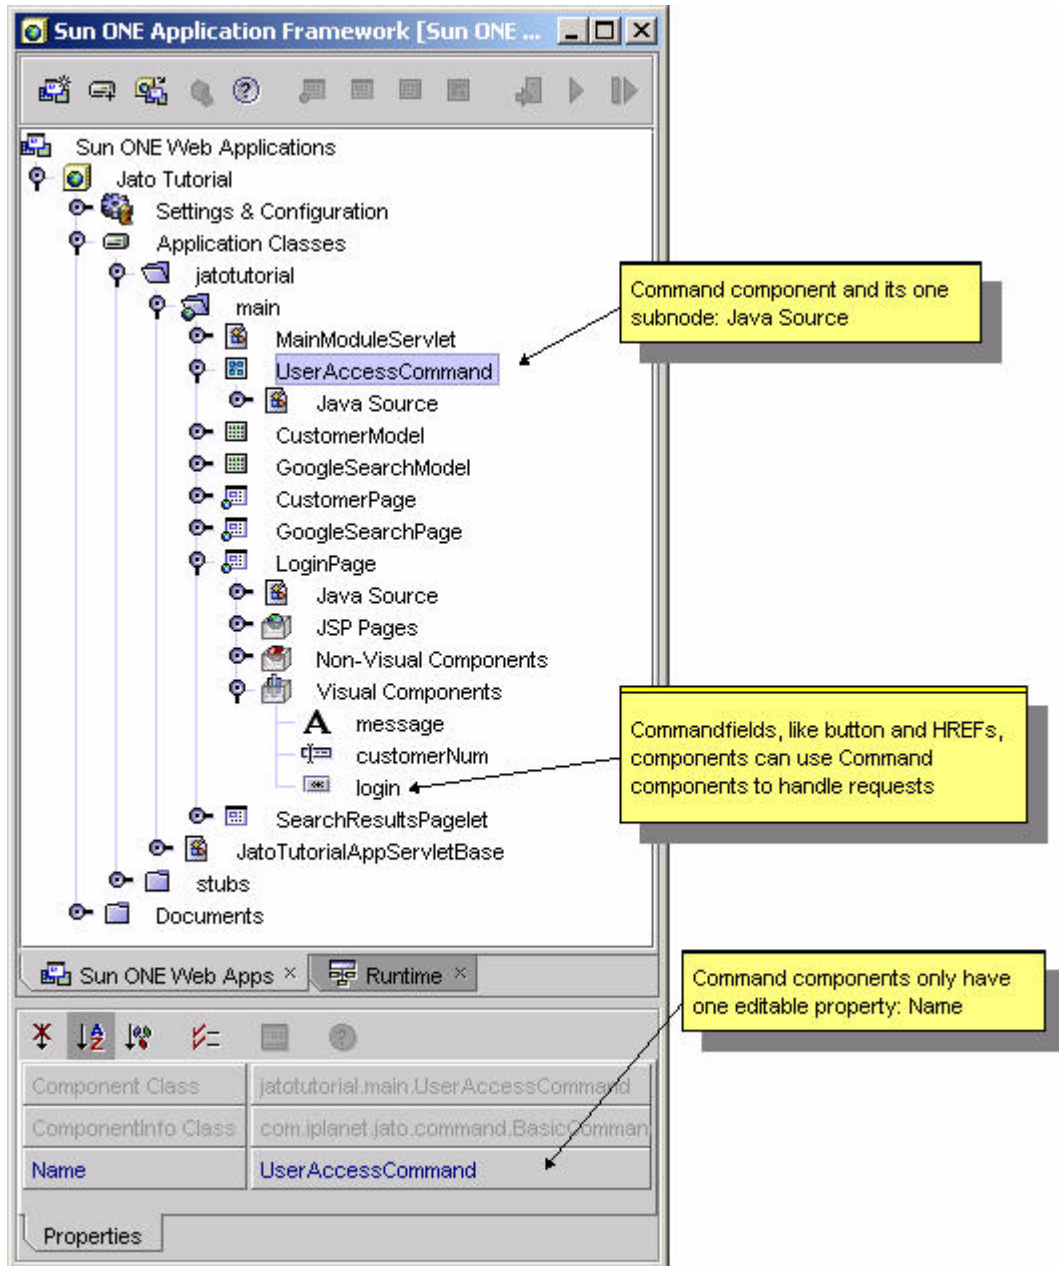 Sun ONE Application Framework [Sun ONE ...
Sun ONE Web Applications
Jato Tutorial
Settings & Configuration
Application Classes
jatotutorial
main
MainModuleServlet
UserAccessCommand
Java Source
CustomerModel
GoogleSearchModel
CustomerPage
GoogleSearchPage
LoginPage
Java Source
JSP Pages
Non-Visual Components
Visual Components
message
customerNum
login
SearchResultsPagelet
JatoTutorialAppServletBase
stubs
Documents
Command component and its one
subnode: Java Source
Commandfields, like button and HREFs,
components can use Command
components to handle requests
Sun ONE Web Apps
Runtime
Command components only have
one editable property: Name
Component Class jatotutorial.main.UserAccessCommand
ComponentInfo Class com.iplanet.jato.command.BasicComman
Name UserAccessCommand
Properties